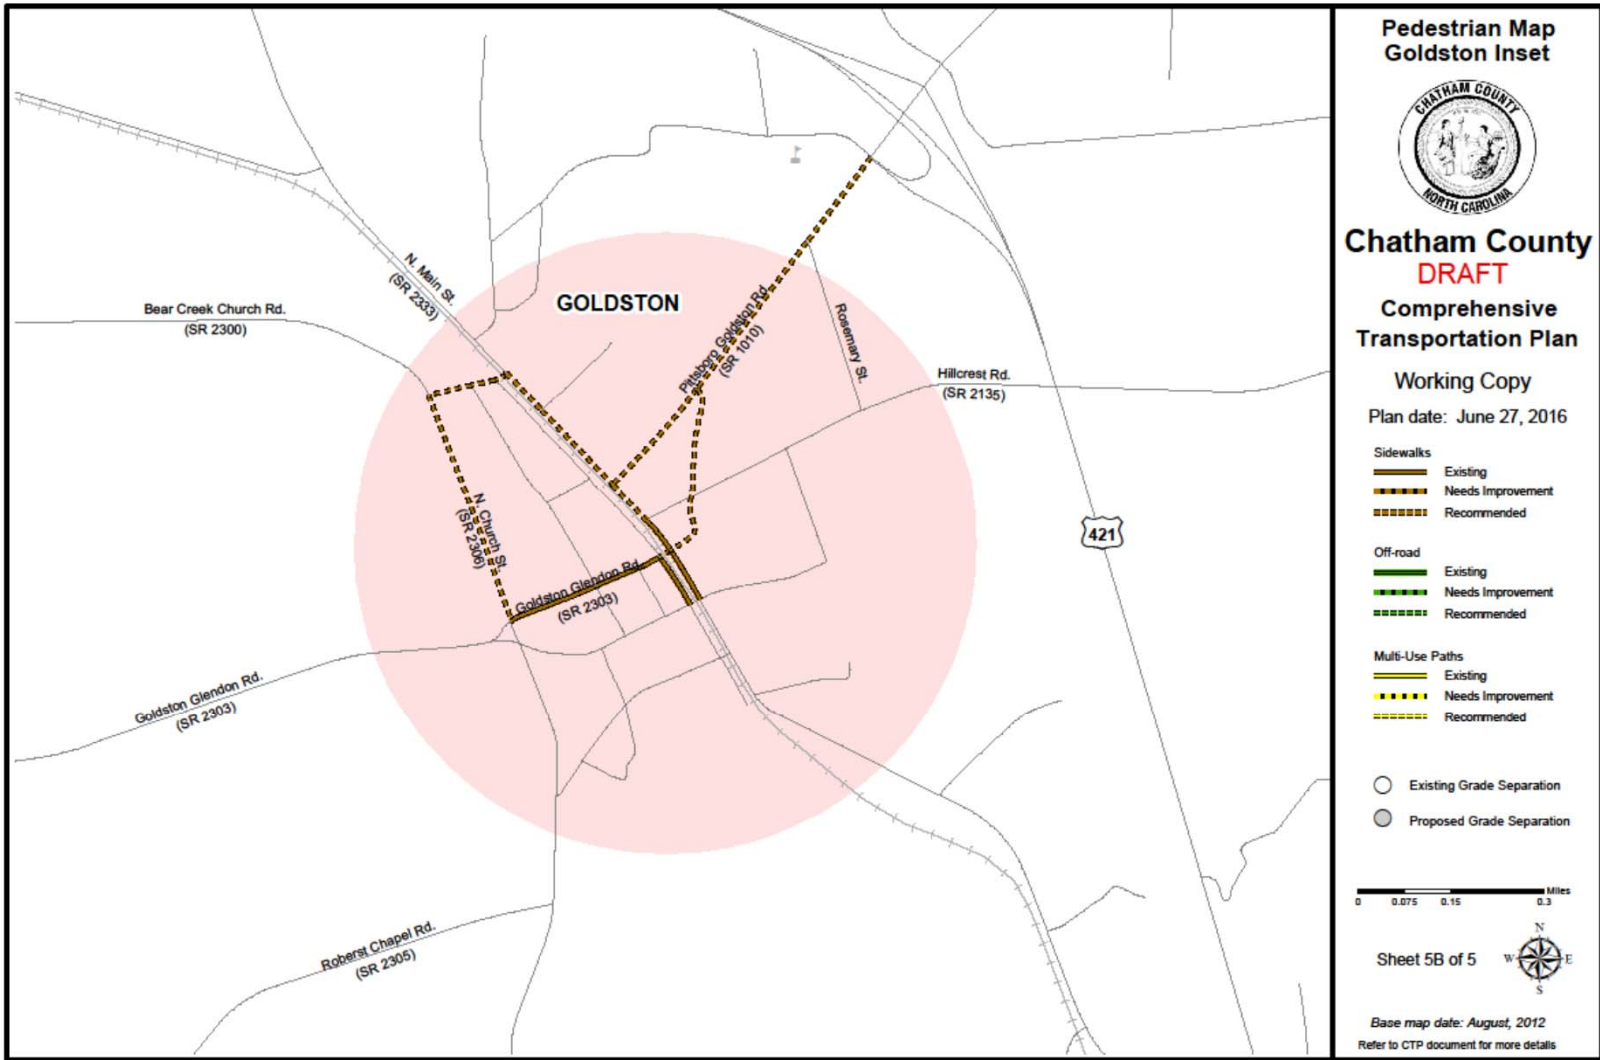 Pedestrian Map
Goldston Inset
CHATHAM COUNTY
NORTH CAROLINA
Chatham County
DRAFT
Comprehensive
Transportation Plan
Working Copy
Plan date: June 27, 2016
Sidewalks
Existing
Needs Improvement
Recommended
Off-road
Existing
Needs Improvement
Recommended
Multi-Use Paths
Existing
Needs Improvement
Recommended
Existing Grade Separation
Proposed Grade Separation
Miles
0 0.075 0.15 0.3
Sheet 5B of 5
N
W E
S
Base map date: August, 2012
Refer to CTP document for more details
N. Main St.
(SR 2333)
GOLDSTON
Bear Creek Church Rd.
(SR 2300)
Pittsboro Goldston Rd.
(SR 1010)
Rosemary St.
Hillcrest Rd.
(SR 2135)
N. Church St.
(SR 2306)
421
Goldston Glendon Rd.
(SR 2303)
Goldston Glendon Rd.
(SR 2303)
Roberst Chapel Rd.
(SR 2305)